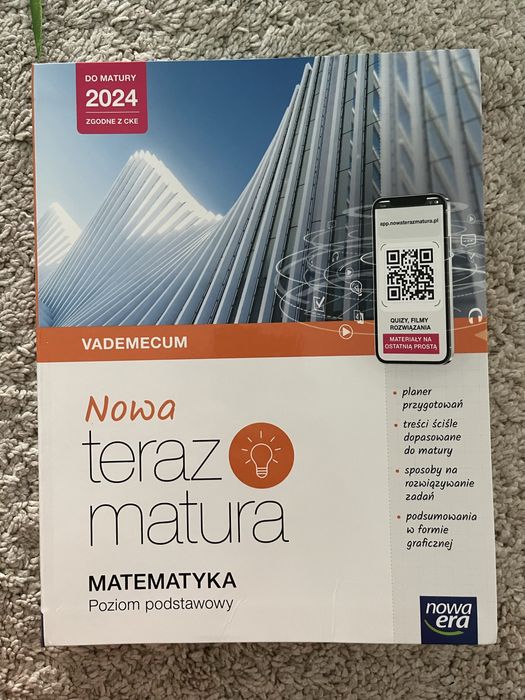 DO MATURY
2024
ZGODNE Z CKE
app.nowaterazmatura.pl
QUIZY, FILMY
ROZWIĄZANIA
MATERIAŁY NA
OSTATNIĄ PROSTĄ
VADEMECUM
Nowa
teraz
matura
MATEMATYKA
Poziom podstawowy
• planer
przygotowań
• treści ściśle
dopasowane
do matury
• sposoby na
rozwiązywanie
zadań
• podsumowania
w formie
graficznej
nowa
era